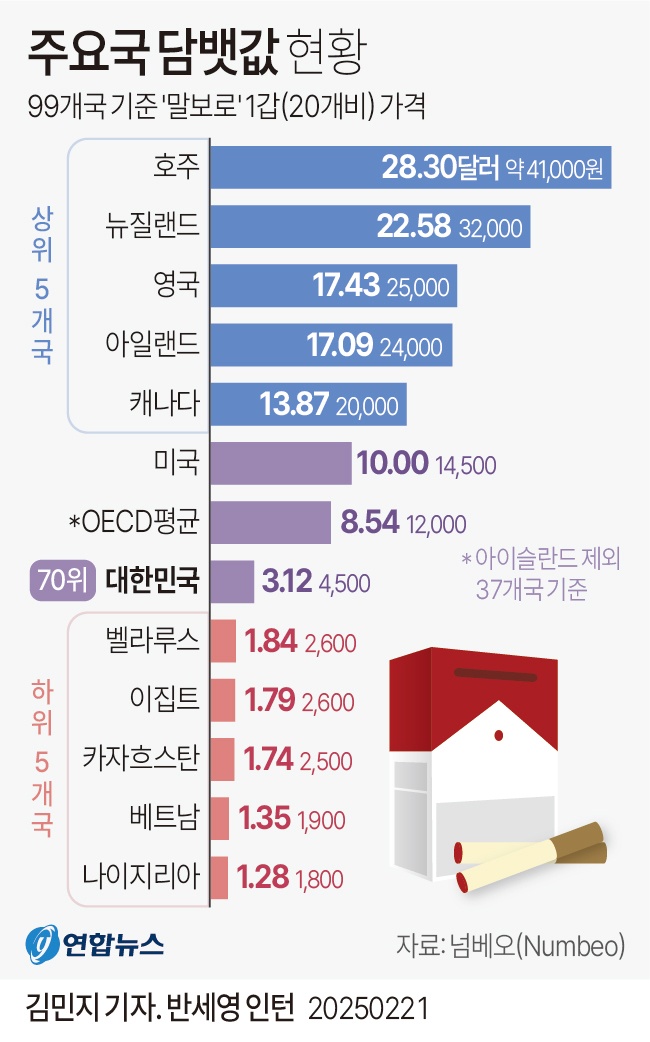 주요국 담뱃값 현황
99개국 기준 '말보로' 1갑(20개비) 가격
상위 5개국
호주 28.30달러 약 41,000원
뉴질랜드 22.58 32,000
영국 17.43 25,000
아일랜드 17.09 24,000
캐나다 13.87 20,000
미국 10.00 14,500
*OECD평균 8.54 12,000
*아이슬란드 제외
37개국 기준
70위 대한민국 3.12 4,500
하위 5개국
벨라루스 1.84 2,600
이집트 1.79 2,600
카자흐스탄 1.74 2,500
베트남 1.35 1,900
나이지리아 1.28 1,800
y 연합뉴스
자료: 넘베오(Numbeo)
김민지 기자. 반세영 인턴 20250221